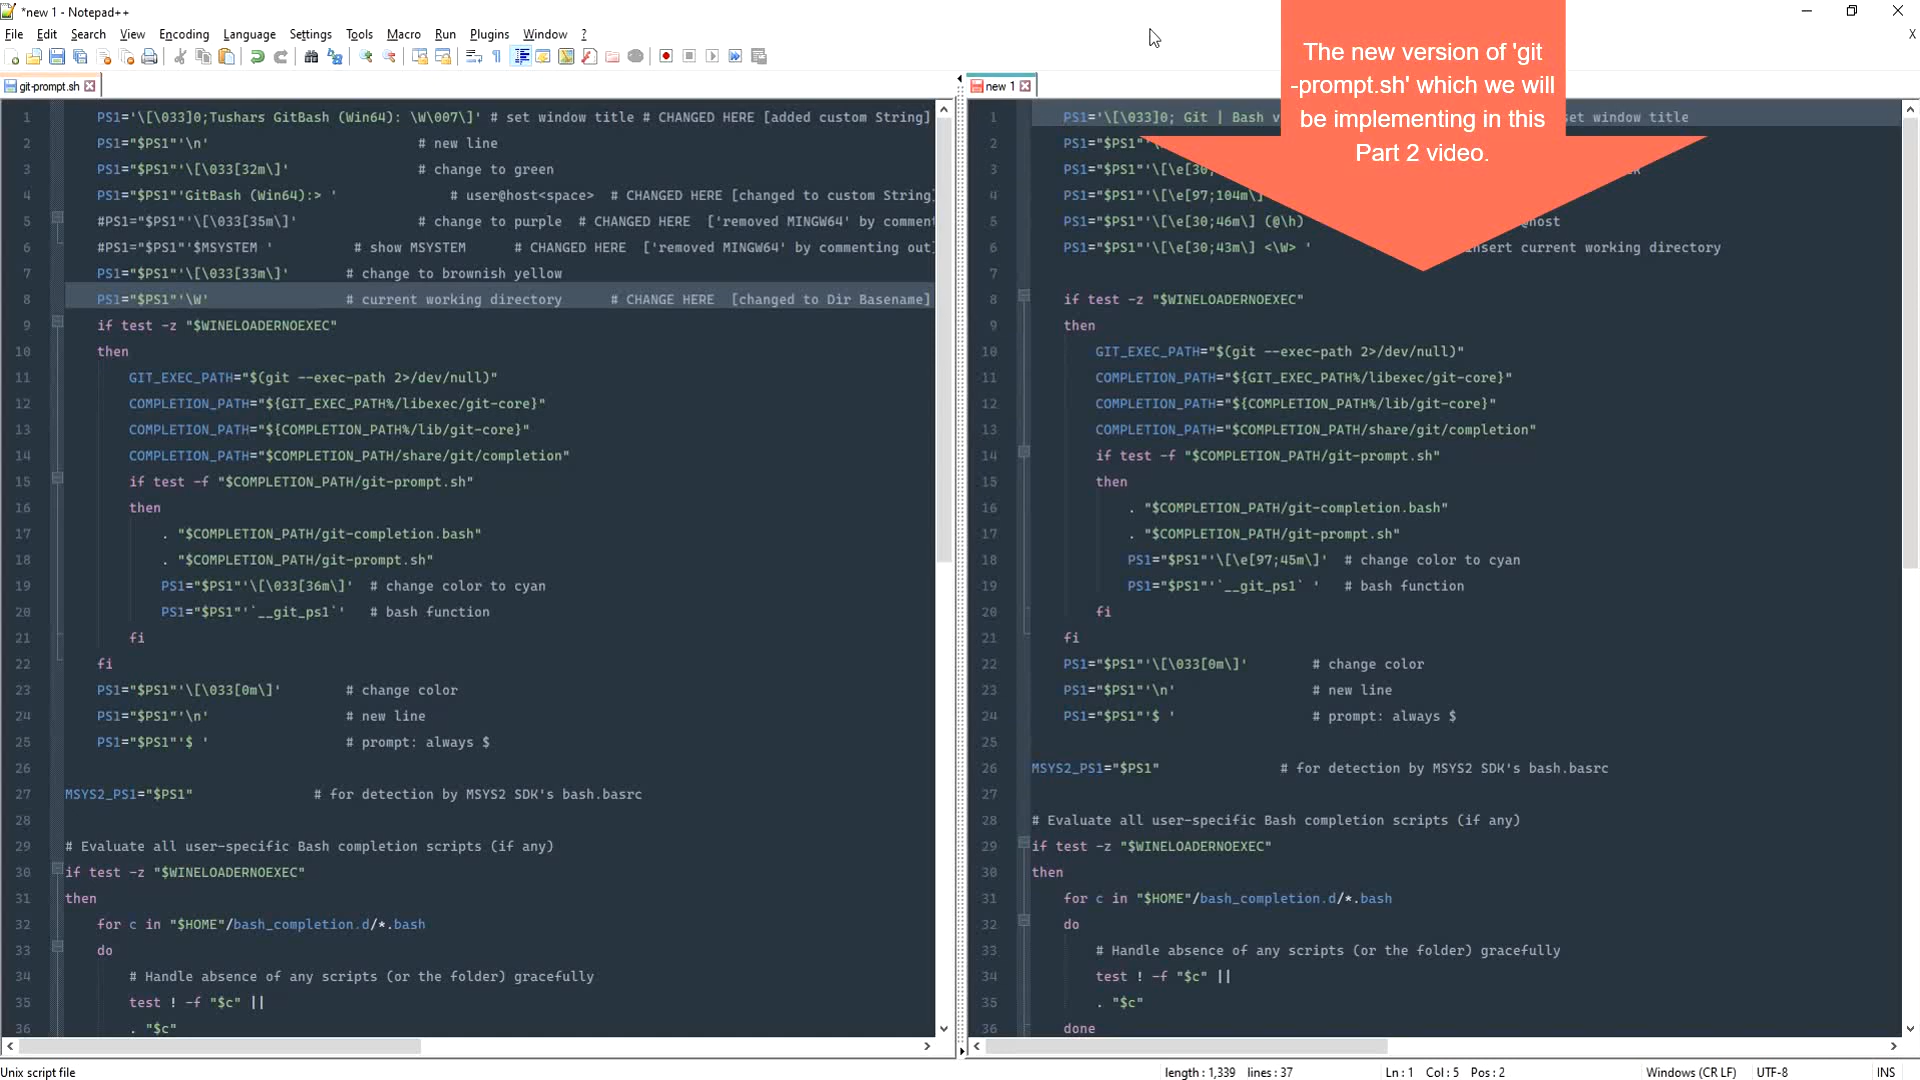 *new 1 - Notepad++
File Edit Search View Encoding Language Settings Tools Macro Run Plugins Window ? X
git-prompt.sh
1 PS1='\[\033]0;Tushars GitBash (Win64): \W\007\]' # set window title # CHANGED HERE [added custom String]
2 PS1="$PS1"'\n' # new line
3 PS1="$PS1"'\[\033[32m\]' # change to green
4 PS1="$PS1"'GitBash (Win64):> ' # user@host<space> # CHANGED HERE [changed to custom String]
5 #PS1="$PS1"'\[\033[35m\]' # change to purple # CHANGED HERE ['removed MINGW64' by comment
6 #PS1="$PS1"'$MSYSTEM ' # show MSYSTEM # CHANGED HERE ['removed MINGW64' by commenting out]
7 PS1="$PS1"'\[\033[33m\]' # change to brownish yellow
8 PS1="$PS1"'\W' # current working directory # CHANGE HERE [changed to Dir Basename]
9 if test -z "$WINELOADERNOEXEC"
10 then
11 GIT_EXEC_PATH="$(git --exec-path 2>/dev/null)"
12 COMPLETION_PATH="${GIT_EXEC_PATH%/libexec/git-core}"
13 COMPLETION_PATH="${COMPLETION_PATH%/lib/git-core}"
14 COMPLETION_PATH="$COMPLETION_PATH/share/git/completion"
15 if test -f "$COMPLETION_PATH/git-prompt.sh"
16 then
17 . "$COMPLETION_PATH/git-completion.bash"
18 . "$COMPLETION_PATH/git-prompt.sh"
19 PS1="$PS1"'\[\033[36m\]' # change color to cyan
20 PS1="$PS1"'`__git_ps1`' # bash function
21 fi
22 fi
23 PS1="$PS1"'\[\033[0m\]' # change color
24 PS1="$PS1"'\n' # new line
25 PS1="$PS1"'$ ' # prompt: always $
26
27 MSYS2_PS1="$PS1" # for detection by MSYS2 SDK's bash.basrc
28
29 # Evaluate all user-specific Bash completion scripts (if any)
30 if test -z "$WINELOADERNOEXEC"
31 then
32 for c in "$HOME"/bash_completion.d/*.bash
33 do
34 # Handle absence of any scripts (or the folder) gracefully
35 test ! -f "$c" ||
36 . "$c"
new 1
The new version of 'git
-prompt.sh' which we will
be implementing in this
Part 2 video.
1 PS1='\[\033]0; Git | Bash set window title
2 PS1="$PS1"'
3 PS1="$PS1"'\[\e[30;
4 PS1="$PS1"'\[\e[97;104m\]
5 PS1="$PS1"'\[\e[30;46m\] (@\h)
6 PS1="$PS1"'\[\e[30;43m\] <\W> ' insert current working directory
7
8 if test -z "$WINELOADERNOEXEC"
9 then
10 GIT_EXEC_PATH="$(git --exec-path 2>/dev/null)"
11 COMPLETION_PATH="${GIT_EXEC_PATH%/libexec/git-core}"
12 COMPLETION_PATH="${COMPLETION_PATH%/lib/git-core}"
13 COMPLETION_PATH="$COMPLETION_PATH/share/git/completion"
14 if test -f "$COMPLETION_PATH/git-prompt.sh"
15 then
16 . "$COMPLETION_PATH/git-completion.bash"
17 . "$COMPLETION_PATH/git-prompt.sh"
18 PS1="$PS1"'\[\e[97;45m\]' # change color to cyan
19 PS1="$PS1"'`__git_ps1` ' # bash function
20 fi
21 fi
22 PS1="$PS1"'\[\033[0m\]' # change color
23 PS1="$PS1"'\n' # new line
24 PS1="$PS1"'$ ' # prompt: always $
25
26 MSYS2_PS1="$PS1" # for detection by MSYS2 SDK's bash.basrc
27
28 # Evaluate all user-specific Bash completion scripts (if any)
29 if test -z "$WINELOADERNOEXEC"
30 then
31 for c in "$HOME"/bash_completion.d/*.bash
32 do
33 # Handle absence of any scripts (or the folder) gracefully
34 test ! -f "$c" ||
35 . "$c"
36 done
Unix script file length : 1,339 lines : 37 Ln : 1 Col : 5 Pos : 2 Windows (CR LF) UTF-8 INS